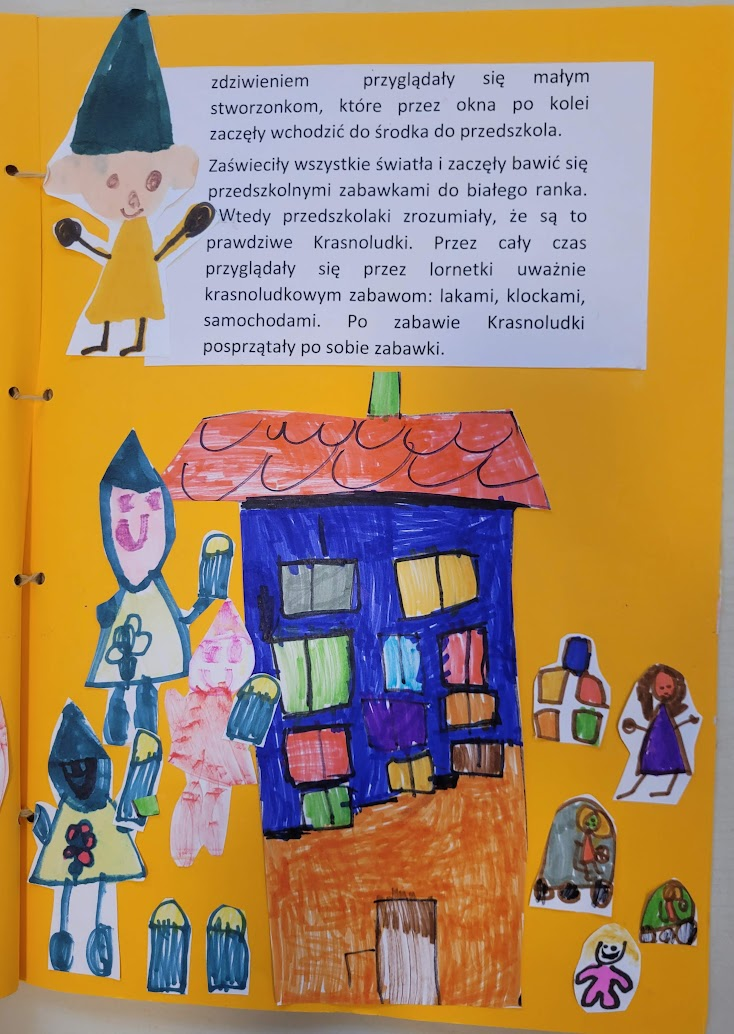 zdziwieniem przyglądały się małym
stworzonkom, które przez okna po kolei
zaczęły wchodzić do środka do przedszkola.
Zaświeciły wszystkie światła i zaczęły bawić się
przedszkolnymi zabawkami do białego ranka.
Wtedy przedszkolaki zrozumiały, że są to
prawdziwe Krasnoludki. Przez cały czas
przyglądały się przez lornetki uważnie
krasnoludkowym zabawom: lakami, klockami,
samochodami. Po zabawie Krasnoludki
posprzątały po sobie zabawki.